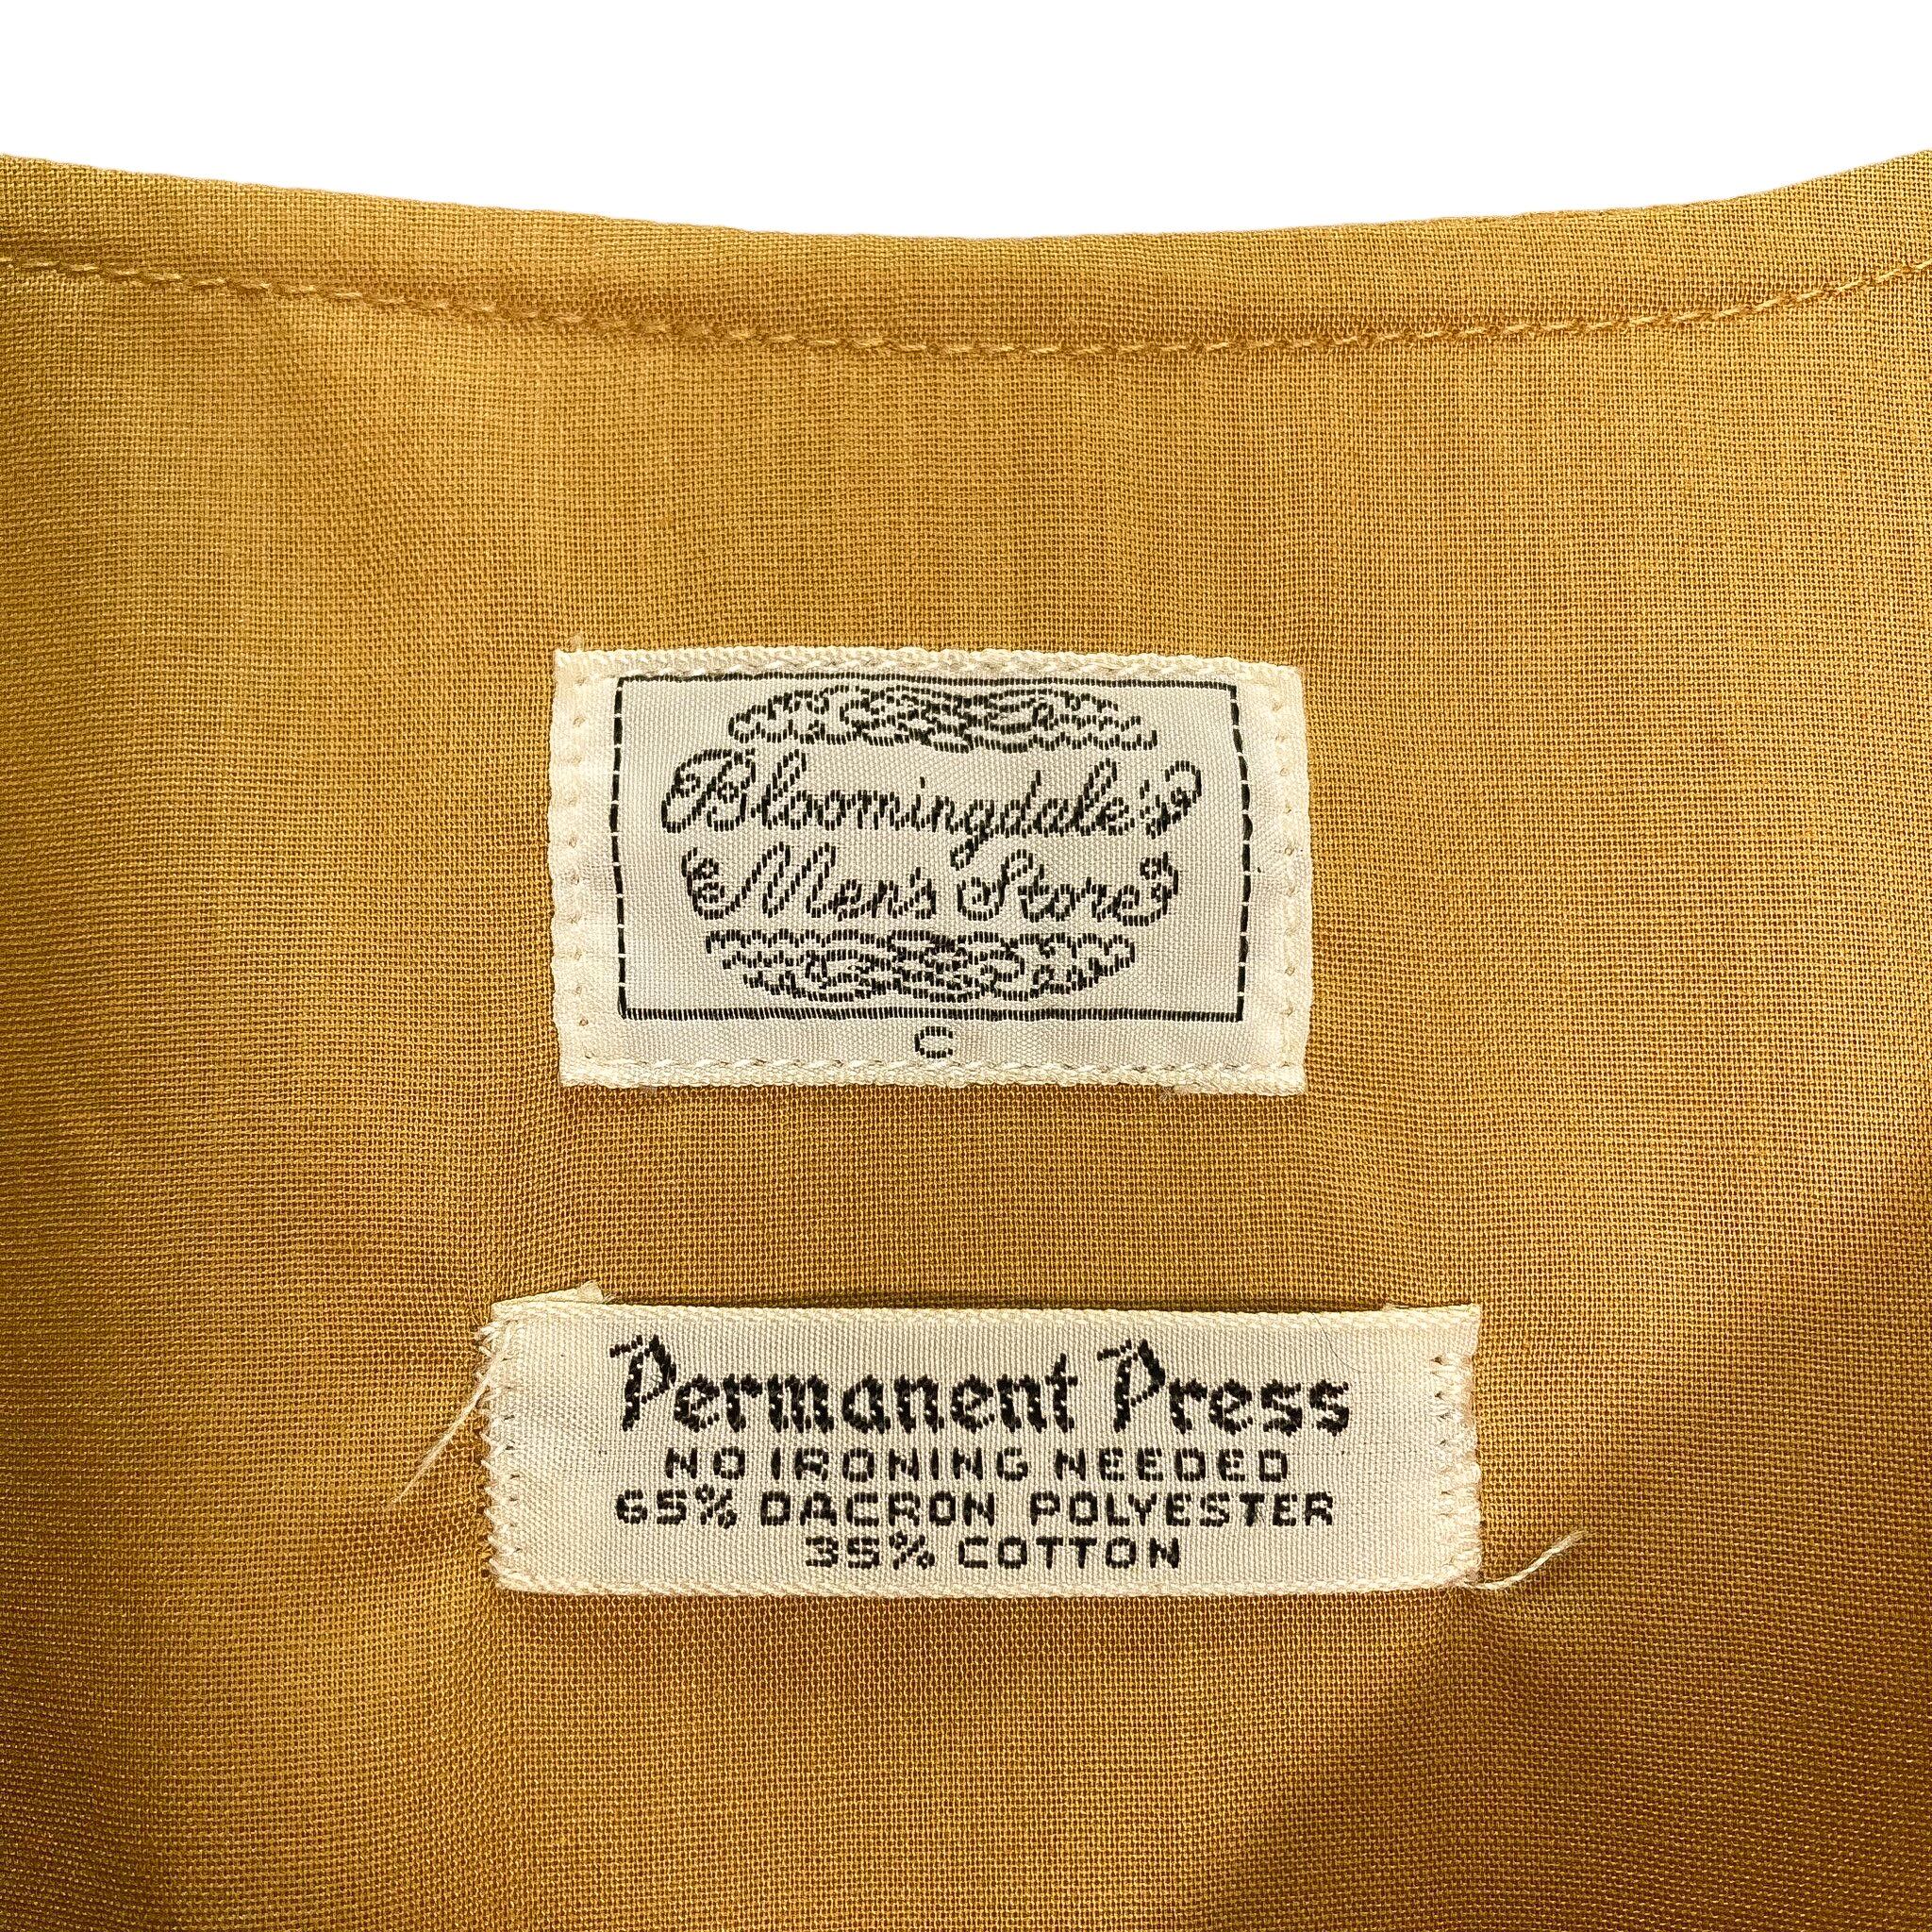 Bloomingdale's
Men's Store
C
Permanent Press
NO IRONING NEEDED
65% DACRON POLYESTER
35% COTTON